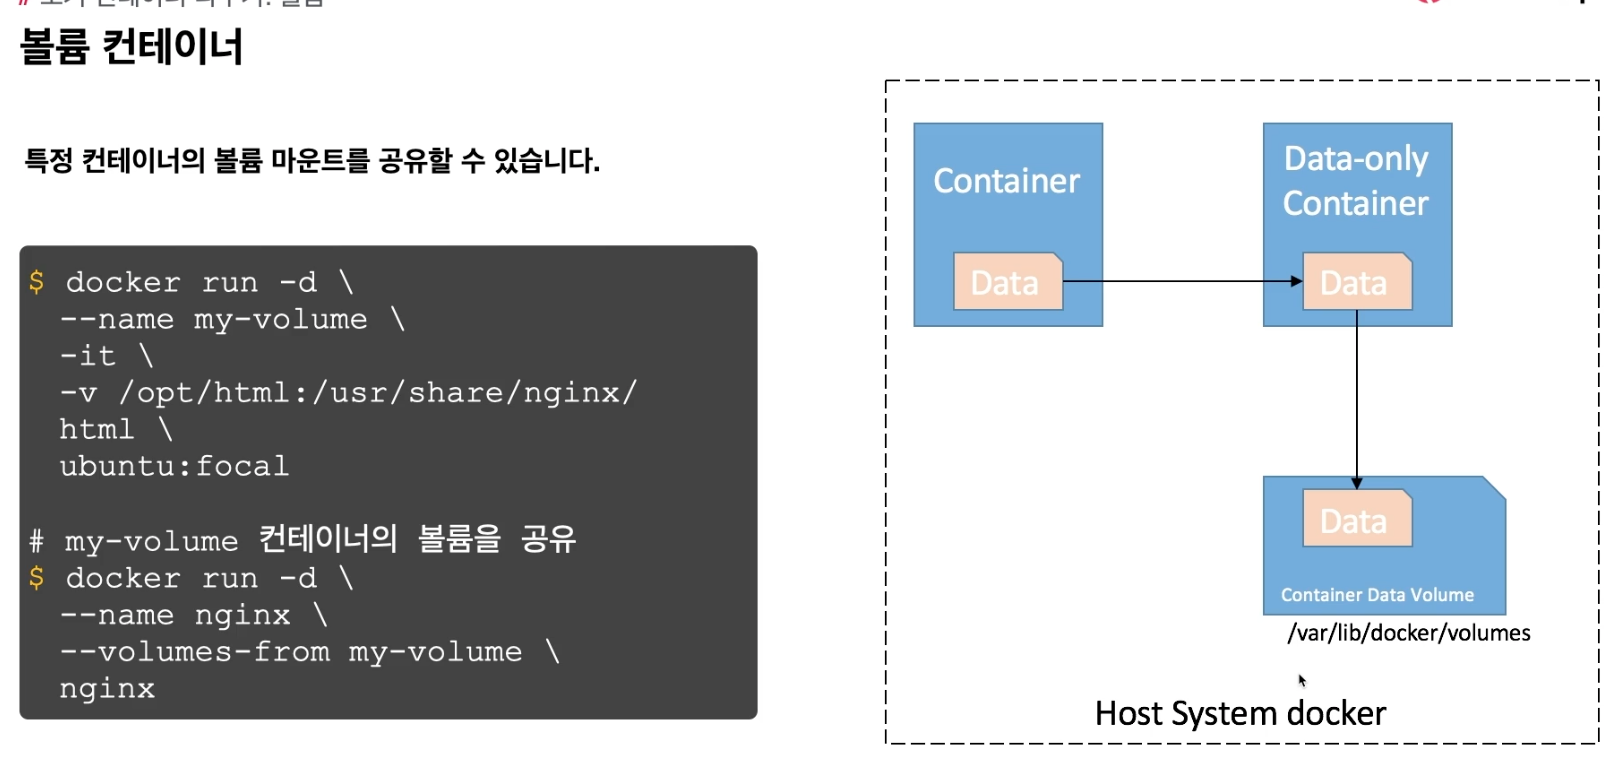 볼륨 컨테이너
특정 컨테이너의 볼륨 마운트를 공유할 수 있습니다.
$ docker run -d \
--name my-volume \
-it \
-v /opt/html:/usr/share/nginx/
html \
ubuntu:focal
# my-volume 컨테이너의 볼륨을 공유
$ docker run -d \
--name nginx \
--volumes-from my-volume \
nginx
Container
Data
Data-only
Container
Data
Data
Container Data Volume
/var/lib/docker/volumes
Host System docker